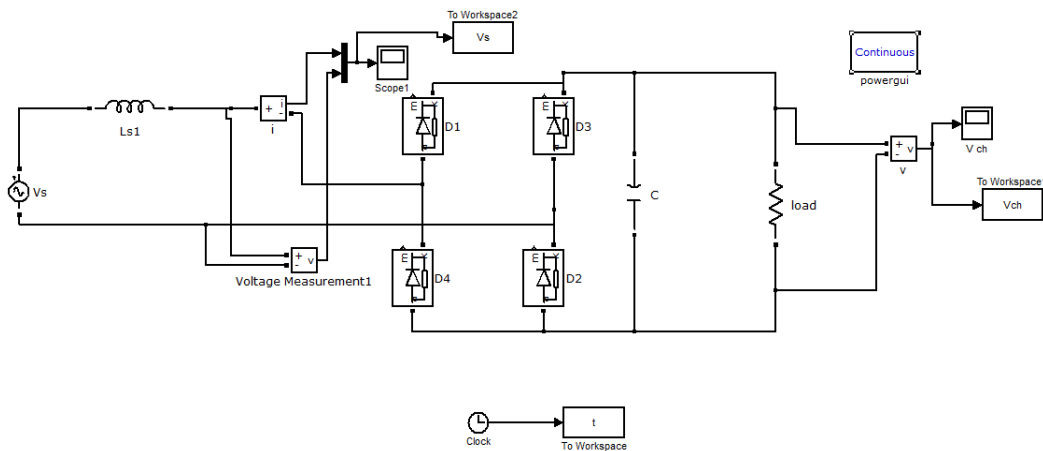 To Workspace2
Vs
Continuous
powergui
Scope1
i
+
-
i
Ls1
E Y
D1
E Y
D3
+
-
v
v
V ch
To Workspace1
Vch
Vs
C
load
+
-
v
Voltage Measurement1
E Y
D4
E Y
D2
Clock
t
To Workspace